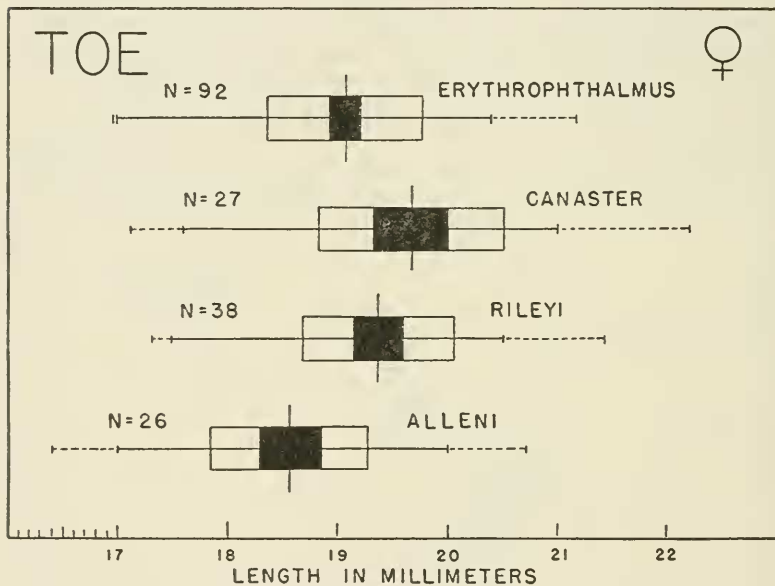 TOE ♀
N=92 ERYTHROPHTHALMUS
N=27 CANASTER
N=38 RILEYI
N=26 ALLENI
17 18 19 20 21 22
LENGTH IN MILLIMETERS